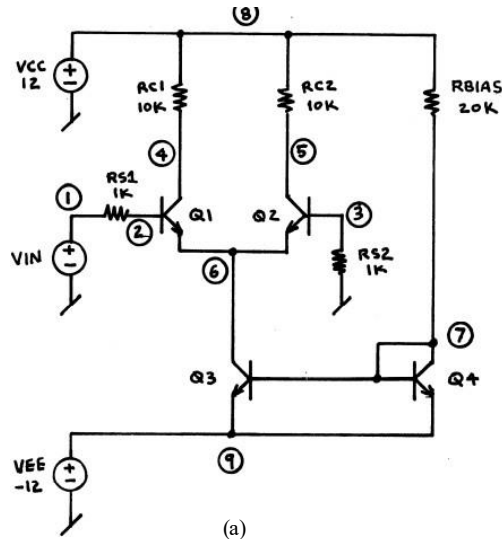 8
VCC
12
RC1
10K
RC2
10K
RBIAS
20K
4
5
1
RS1
1K
2
Q1
Q2
3
VIN
6
RS2
1K
7
Q3
Q4
9
VEE
-12
(a)